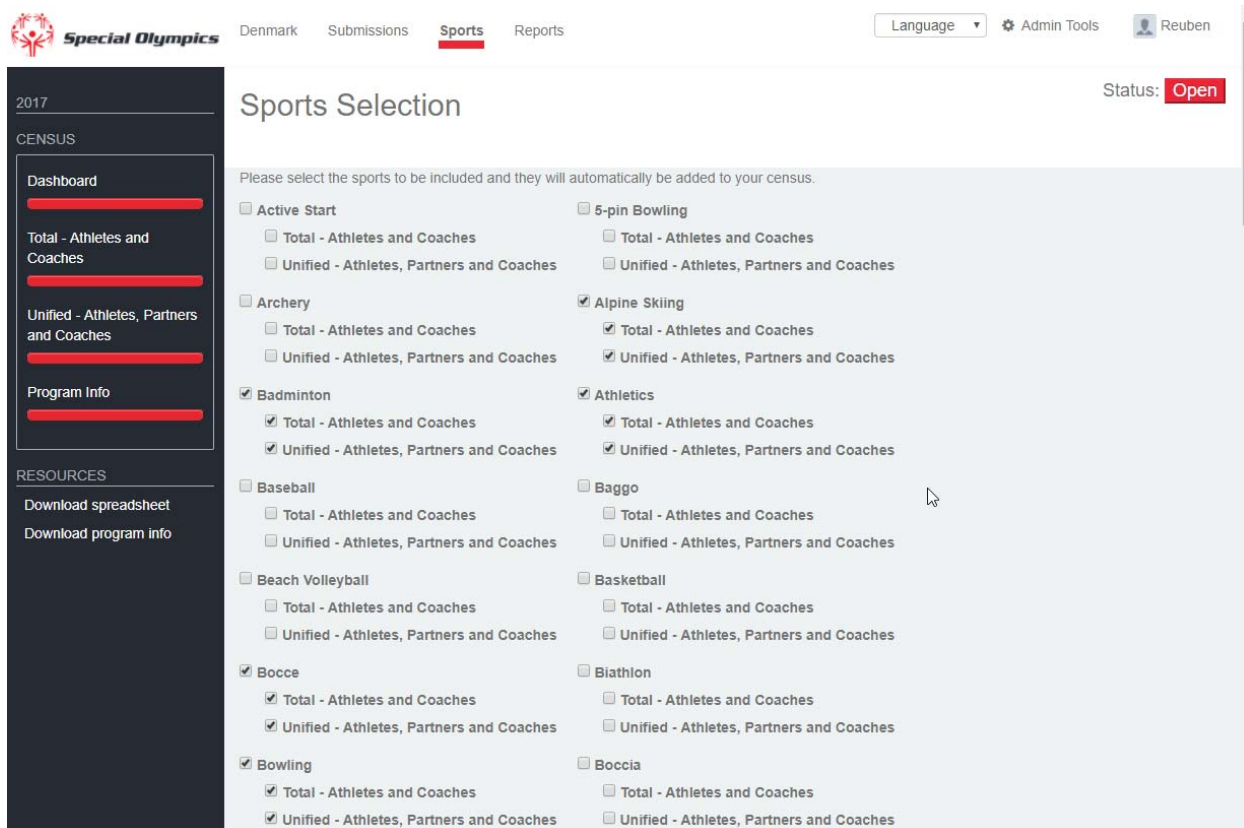 Special Olympics
Denmark Submissions Sports Reports
Language Admin Tools Reuben
2017
CENSUS
Dashboard
Total - Athletes and
Coaches
Unified - Athletes, Partners
and Coaches
Program Info
RESOURCES
Download spreadsheet
Download program info
Sports Selection
Status: Open
Please select the sports to be included and they will automatically be added to your census.
Active Start
Total - Athletes and Coaches
Unified - Athletes, Partners and Coaches
5-pin Bowling
Total - Athletes and Coaches
Unified - Athletes, Partners and Coaches
Archery
Total - Athletes and Coaches
Unified - Athletes, Partners and Coaches
Alpine Skiing
Total - Athletes and Coaches
Unified - Athletes, Partners and Coaches
Badminton
Total - Athletes and Coaches
Unified - Athletes, Partners and Coaches
Athletics
Total - Athletes and Coaches
Unified - Athletes, Partners and Coaches
Baseball
Total - Athletes and Coaches
Unified - Athletes, Partners and Coaches
Baggo
Total - Athletes and Coaches
Unified - Athletes, Partners and Coaches
Beach Volleyball
Total - Athletes and Coaches
Unified - Athletes, Partners and Coaches
Basketball
Total - Athletes and Coaches
Unified - Athletes, Partners and Coaches
Bocce
Total - Athletes and Coaches
Unified - Athletes, Partners and Coaches
Biathlon
Total - Athletes and Coaches
Unified - Athletes, Partners and Coaches
Bowling
Total - Athletes and Coaches
Unified - Athletes, Partners and Coaches
Boccia
Total - Athletes and Coaches
Unified - Athletes, Partners and Coaches